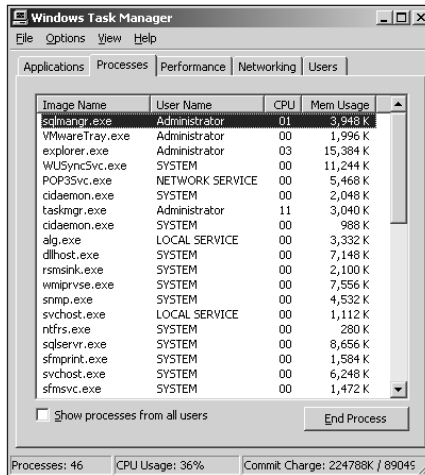 Windows Task Manager
File Options View Help
Applications Processes Performance Networking Users
Image Name User Name CPU Mem Usage
sqlmangr.exe Administrator 01 3,948 K
VMwareTray.exe Administrator 00 1,996 K
explorer.exe Administrator 03 15,384 K
WUSyncSvc.exe SYSTEM 00 11,244 K
POP3Svc.exe NETWORK SERVICE 00 5,468 K
cidaemon.exe SYSTEM 00 2,048 K
taskmgr.exe Administrator 11 3,040 K
cidaemon.exe SYSTEM 00 988 K
alg.exe LOCAL SERVICE 00 3,332 K
dllhost.exe SYSTEM 00 7,148 K
rsmsink.exe SYSTEM 00 2,100 K
wmiprvse.exe SYSTEM 00 7,556 K
snmp.exe SYSTEM 00 4,532 K
svchost.exe LOCAL SERVICE 00 1,112 K
ntfrs.exe SYSTEM 00 280 K
sqlservr.exe SYSTEM 00 8,656 K
sfmprint.exe SYSTEM 00 1,584 K
svchost.exe SYSTEM 00 6,248 K
sfmsvc.exe SYSTEM 00 1,472 K
Show processes from all users End Process
Processes: 46 CPU Usage: 36% Commit Charge: 224788K / 89049